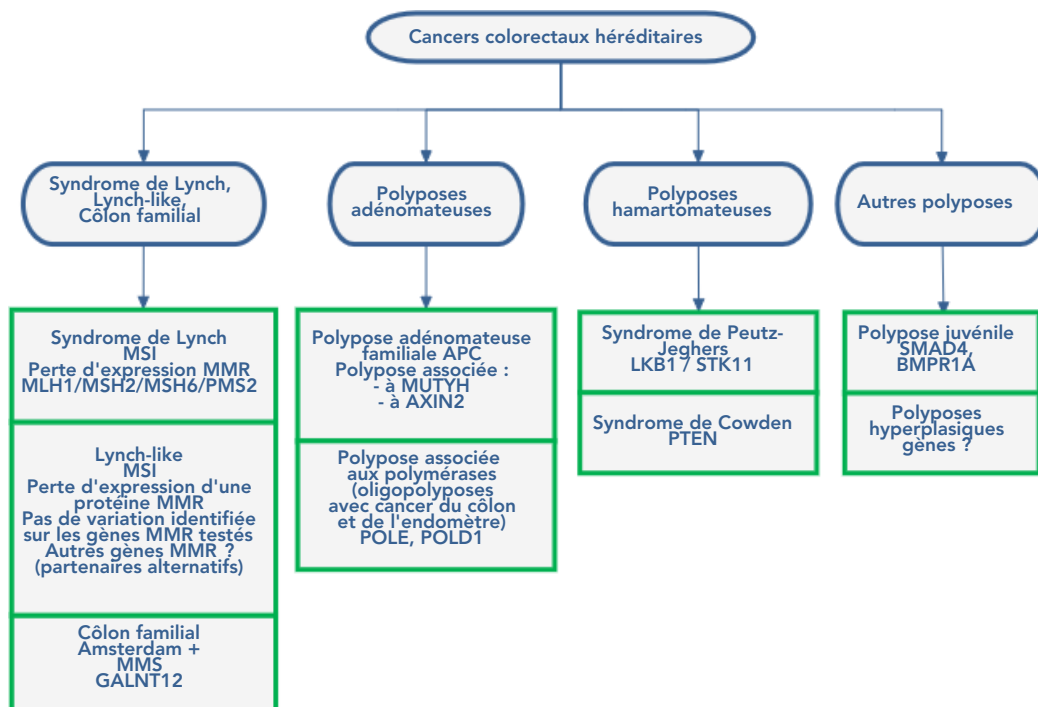 Cancers colorectaux héréditaires
Syndrome de Lynch,
Lynch-like,
Côlon familial
Polyposes
adénomateuses
Polyposes
hamartomateuses
Autres polyposes
Syndrome de Lynch
MSI
Perte d'expression MMR
MLH1/MSH2/MSH6/PMS2
Lynch-like
MSI
Perte d'expression d'une
protéine MMR
Pas de variation identifiée
sur les gènes MMR testés
Autres gènes MMR ?
(partenaires alternatifs)
Côlon familial
Amsterdam +
MMS
GALNT12
Polypose adénomateuse
familiale APC
Polypose associée :
- à MUTYH
- à AXIN2
Polypose associée
aux polymérases
(oligopolyposes
avec cancer du côlon
et de l'endomètre)
POLE, POLD1
Syndrome de Peutz-
Jeghers
LKB1 / STK11
Syndrome de Cowden
PTEN
Polypose juvénile
SMAD4,
BMPR1A
Polyposes
hyperplasiques
gènes ?